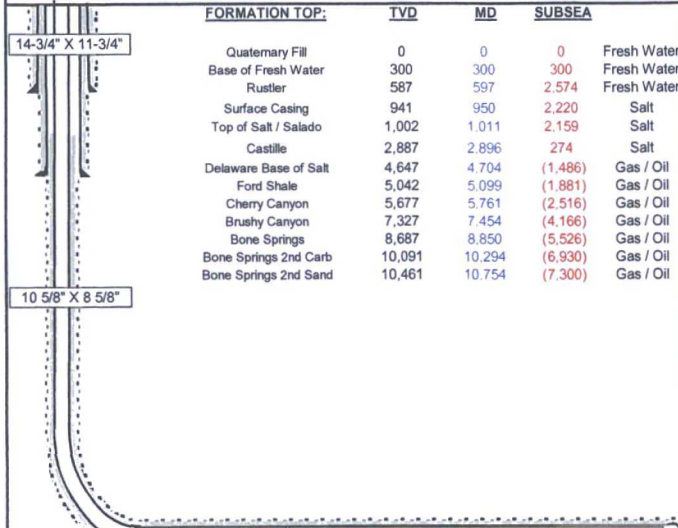 FORMATION TOP: TVD MD SUBSEA
14-3/4" X 11-3/4"
Quaternary Fill 0 0 0 Fresh Water
Base of Fresh Water 300 300 300 Fresh Water
Rustler 587 597 2.574 Fresh Water
Surface Casing 941 950 2,220 Salt
Top of Salt / Salado 1,002 1.011 2.159 Salt
Castille 2,887 2.896 274 Salt
Delaware Base of Salt 4,647 4.704 (1,486) Gas / Oil
Ford Shale 5,042 5.099 (1,881) Gas / Oil
Cherry Canyon 5,677 5.761 (2,516) Gas / Oil
Brushy Canyon 7,327 7.454 (4,166) Gas / Oil
Bone Springs 8,687 8.850 (5,526) Gas / Oil
Bone Springs 2nd Carb 10,091 10.294 (6,930) Gas / Oil
Bone Springs 2nd Sand 10,461 10.754 (7,300) Gas / Oil
10 5/8" X 8 5/8"